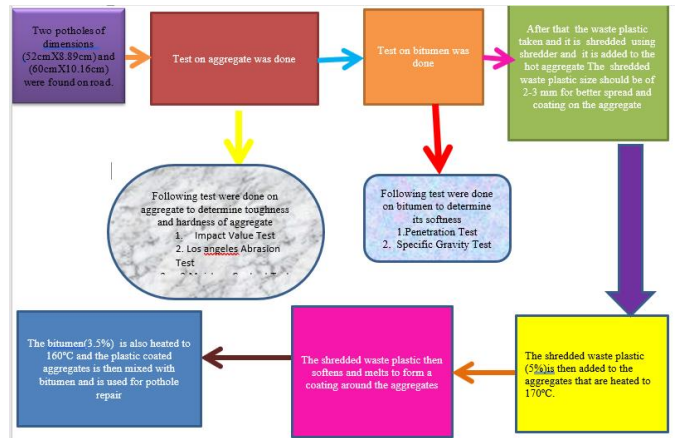 Two potholes of
dimensions
(52cmX8.89cm) and
(60cmX10.16cm)
were found on road.
Test on aggregate was done
Test on bitumen was
done
After that the waste plastic
taken and it is shredded using
shredder and it is added to the
hot aggregate The shredded
waste plastic size should be of
2-3 mm for better spread and
coating on the aggregate
Following test were done on
aggregate to determine toughness
and hardness of aggregate
1. Impact Value Test
2. Los angeles Abrasion
Test
Following test were done
on bitumen to determine
its softness
1.Penetration Test
2. Specific Gravity Test
The shredded waste plastic
(5%)is then added to the
aggregates that are heated to
170°C.
The shredded waste plastic then
softens and melts to form a
coating around the aggregates
The bitumen(3.5%) is also heated to
160°C and the plastic coated
aggregates is then mixed with
bitumen and is used for pothole
repair